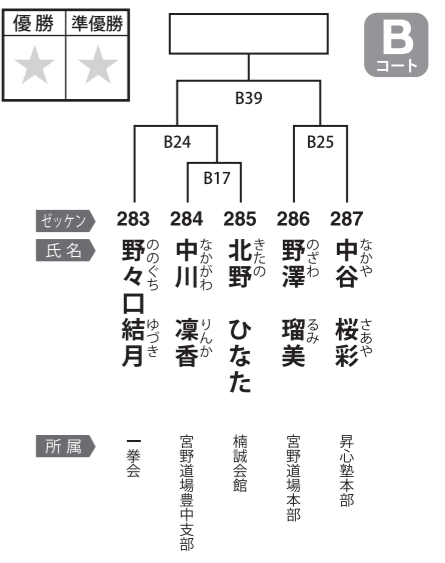 優勝
準優勝
B
コート
B39
B24
B25
B17
ゼッケン
283
284
285
286
287
氏名
野々口 結月
ののぐち ゆづき
中川 凜香
なかがわ りんか
北野 ひなた
きたの
野澤 瑠美
のざわ るみ
中谷 桜彩
なかや さあや
所属
一拳会
宮野道場豊中支部
楠誠会館
宮野道場本部
昇心塾本部